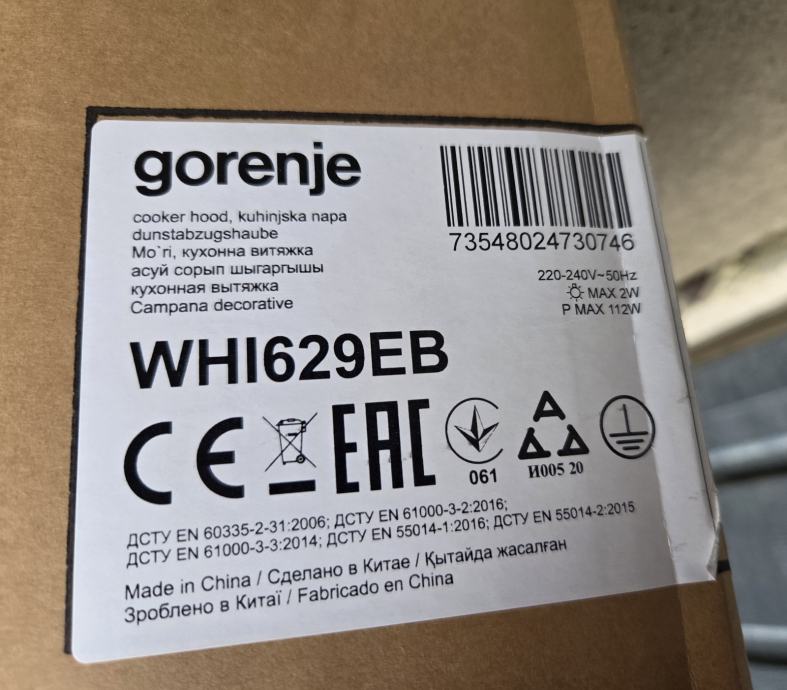 gorenje
cooker hood, kuhinjska napa
dunstabzugshaube
Mo`ri, кухонна витяжка
асуй сорып шыгаргышы
кухонная вытяжка
Campana decorative
73548024730746
220-240V~50Hz
MAX 2W
P MAX 112W
WHI629EB
CE EAC
061
И005 20
ДСТУ EN 60335-2-31:2006; ДСТУ EN 61000-3-2:2016;
ДСТУ EN 61000-3-3:2014; ДСТУ EN 55014-1:2016; ДСТУ EN 55014-2:2015
Made in China / Сделано в Китае / Қытайда жасалған
Зроблено в Китаї / Fabricado en China